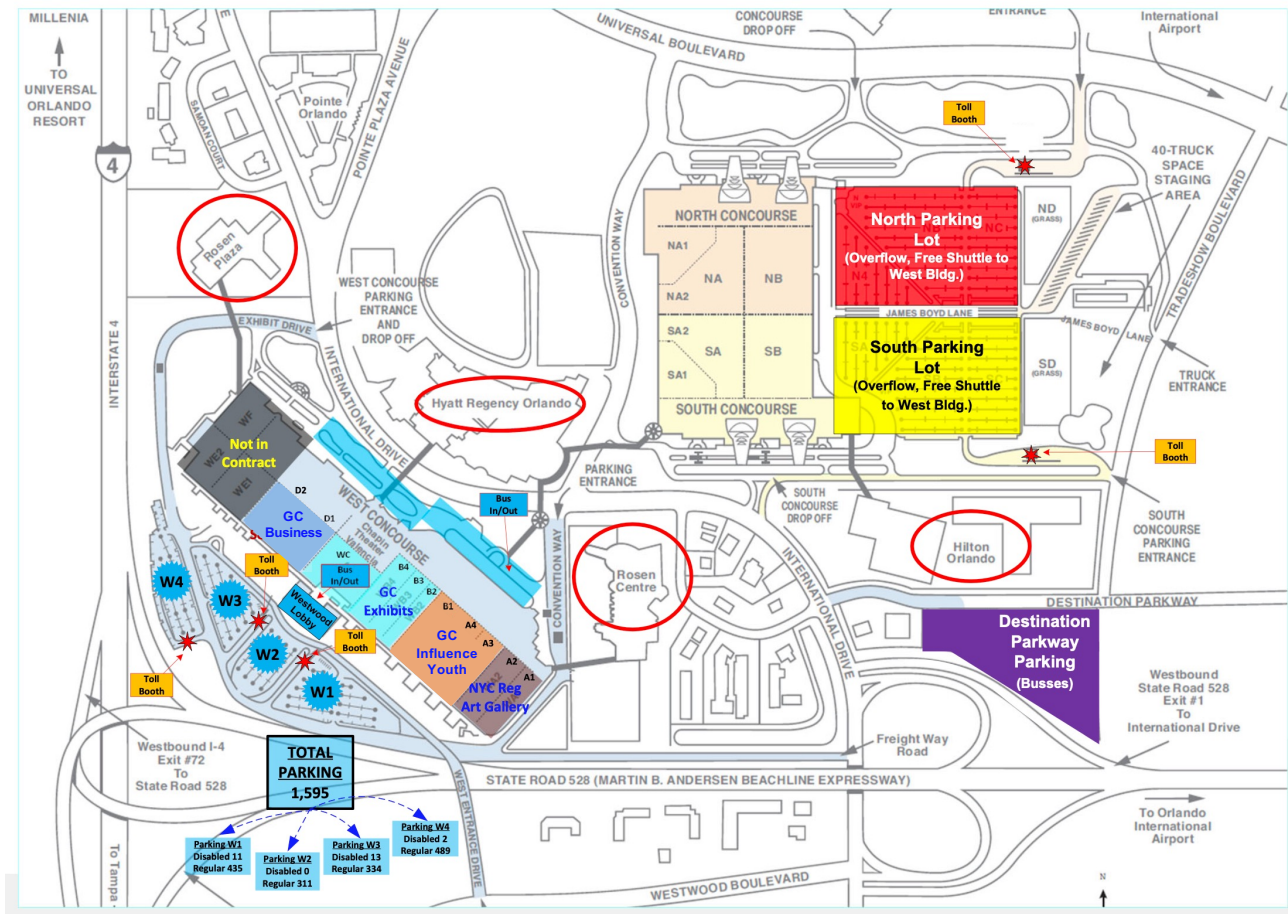 MILLENIA
TO
UNIVERSAL
ORLANDO
RESORT
4
INTERSTATE 4
SAMOAN COURT
Pointe
Orlando
POINTE PLAZA AVENUE
UNIVERSAL BOULEVARD
CONCOURSE
DROP OFF
ENTRANCE
International
Airport
Toll
Booth
40-TRUCK
SPACE
STAGING
AREA
TRADESHOW BOULEVARD
Rosen
Plaza
CONVENTION WAY
NORTH CONCOURSE
NA1
NA
NB
NA2
SA2
SA
SB
SA1
SOUTH CONCOURSE
VIP
NB
NC
N4
North Parking
Lot
(Overflow, Free Shuttle to
West Bldg.)
ND
(GRASS)
JAMES BOYD LANE
JAMES BOYD LANE
South Parking
Lot
(Overflow, Free Shuttle
to West Bldg.)
SA
SC
SD
(GRASS)
TRUCK
ENTRANCE
WEST CONCOURSE
PARKING
ENTRANCE
AND
DROP OFF
EXHIBIT DRIVE
INTERNATIONAL DRIVE
Hyatt Regency Orlando
WF
WE2
WE1
Not in
Contract
D2
D1
GC
Business
WEST CONCOURSE
Chapin
Theater
Valencia
WC
B4
B3
B2
B1
GC
Exhibits
A4
A3
A2
A1
GC
Influence
Youth
NYC Reg
Art Gallery
Bus
In/Out
PARKING
ENTRANCE
SOUTH
CONCOURSE
DROP OFF
Toll
Booth
SOUTH
CONCOURSE
PARKING
ENTRANCE
Hilton
Orlando
Rosen
Centre
CONVENTION WAY
INTERNATIONAL DRIVE
DESTINATION PARKWAY
Destination
Parkway
Parking
(Busses)
Toll
Booth
Bus
In/Out
Westwood
Lobby
Toll
Booth
Toll
Booth
W4
W3
W2
W1
Westbound
State Road 528
Exit #1
To
International Drive
Freight Way
Road
Westbound I-4
Exit #72
To
State Road 528
STATE ROAD 528 (MARTIN B. ANDERSEN BEACHLINE EXPRESSWAY)
To Orlando
International
Airport
WEST ENTRANCE DRIVE
To Tampa
TOTAL
PARKING
1,595
Parking W1
Disabled 11
Regular 435
Parking W2
Disabled 0
Regular 311
Parking W3
Disabled 13
Regular 334
Parking W4
Disabled 2
Regular 489
WESTWOOD BOULEVARD
N